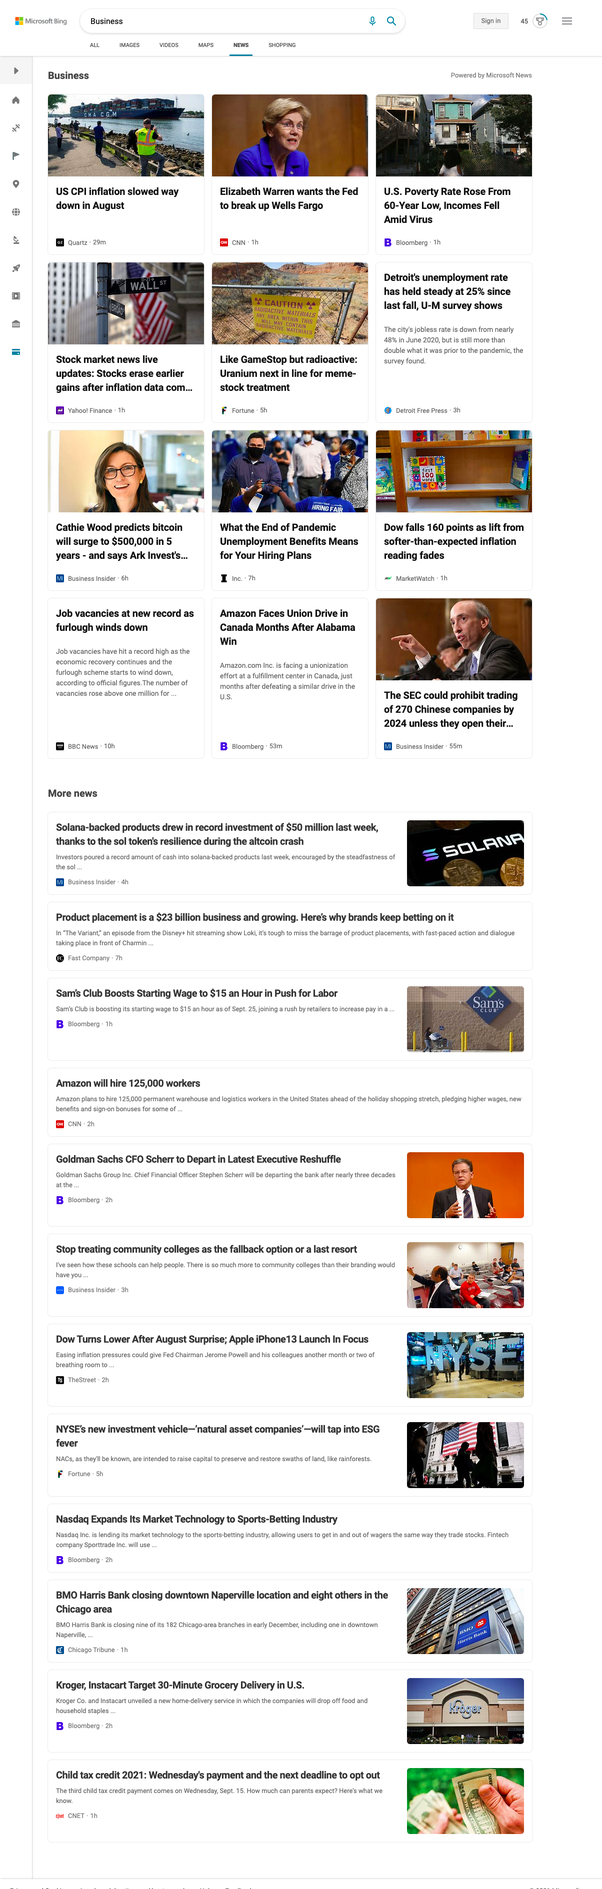 Microsoft Bing
Business
Sign in
45
ALL
IMAGES
VIDEOS
MAPS
NEWS
SHOPPING
Business
Powered by Microsoft News
CMA CGM
US CPI inflation slowed way
down in August
Quartz · 29m
Elizabeth Warren wants the Fed
to break up Wells Fargo
CNN · 1h
U.S. Poverty Rate Rose From
60-Year Low, Incomes Fell
Amid Virus
Bloomberg · 1h
WALL ST
Stock market news live
updates: Stocks erase earlier
gains after inflation data com...
Yahoo! Finance · 1h
CAUTION
Like GameStop but radioactive:
Uranium next in line for meme-
stock treatment
Fortune · 5h
Detroit's unemployment rate
has held steady at 25% since
last fall, U-M survey shows
The city's jobless rate is down from nearly
48% in June 2020, but is still more than
double what it was prior to the pandemic, the
survey found.
Detroit Free Press · 3h
Cathie Wood predicts bitcoin
will surge to $500,000 in 5
years - and says Ark Invest's...
Business Insider · 6h
HIRING FAIR
What the End of Pandemic
Unemployment Benefits Means
for Your Hiring Plans
Inc. · 7h
first
100
words
Dow falls 160 points as lift from
softer-than-expected inflation
reading fades
MarketWatch · 1h
Job vacancies at new record as
furlough winds down
Job vacancies have hit a record high as the
economic recovery continues and the
furlough scheme starts to wind down,
according to official figures.The number of
vacancies rose above one million for ...
BBC News · 10h
Amazon Faces Union Drive in
Canada Months After Alabama
Win
Amazon.com Inc. is facing a unionization
effort at a fulfillment center in Canada, just
months after defeating a similar drive in the
U.S.
Bloomberg · 53m
The SEC could prohibit trading
of 270 Chinese companies by
2024 unless they open their...
Business Insider · 55m
More news
Solana-backed products drew in record investment of $50 million last week,
thanks to the sol token's resilience during the altcoin crash
Investors poured a record amount of cash into solana-backed products last week, encouraged by the steadfastness of
the sol ...
Business Insider · 4h
SOLANA
Product placement is a $23 billion business and growing. Here's why brands keep betting on it
In "The Variant," an episode from the Disney+ hit streaming show Loki, it's tough to miss the barrage of product placements, with fast-paced action and dialogue
taking place in front of Charmin ...
Fast Company · 7h
Sam's Club Boosts Starting Wage to $15 an Hour in Push for Labor
Sam's Club is boosting its starting wage to $15 an hour as of Sept. 25, joining a rush by retailers to increase pay in a ...
Bloomberg · 1h
Sam's
CLUB
Amazon will hire 125,000 workers
Amazon plans to hire 125,000 permanent warehouse and logistics workers in the United States ahead of the holiday shopping stretch, pledging higher wages, new
benefits and sign-on bonuses for some of ...
CNN · 2h
Goldman Sachs CFO Scherr to Depart in Latest Executive Reshuffle
Goldman Sachs Group Inc. Chief Financial Officer Stephen Scherr will be departing the bank after nearly three decades
at the ...
Bloomberg · 2h
Stop treating community colleges as the fallback option or a last resort
I've seen how these schools can help people. There is so much more to community colleges than their branding would
have you ...
Business Insider · 3h
Dow Turns Lower After August Surprise; Apple iPhone13 Launch In Focus
Easing inflation pressures could give Fed Chairman Jerome Powell and his colleagues another month or two of
breathing room to ...
TheStreet · 2h
NYSE
NYSE's new investment vehicle—'natural asset companies'—will tap into ESG
fever
NACs, as they'll be known, are intended to raise capital to preserve and restore swaths of land, like rainforests.
Fortune · 5h
Nasdaq Expands Its Market Technology to Sports-Betting Industry
Nasdaq Inc. is lending its market technology to the sports-betting industry, allowing users to get in and out of wagers the same way they trade stocks. Fintech
company Sporttrade Inc. will use ...
Bloomberg · 2h
BMO Harris Bank closing downtown Naperville location and eight others in the
Chicago area
BMO Harris Bank is closing nine of its 182 Chicago-area branches in early December, including one in downtown
Naperville, ...
Chicago Tribune · 1h
BMO
Harris Bank
Kroger, Instacart Target 30-Minute Grocery Delivery in U.S.
Kroger Co. and Instacart unveiled a new home-delivery service in which the companies will drop off food and
household staples ...
Bloomberg · 2h
Kroger
Child tax credit 2021: Wednesday's payment and the next deadline to opt out
The third child tax credit payment comes on Wednesday, Sept. 15. How much can parents expect? Here's what we
know.
CNET · 1h